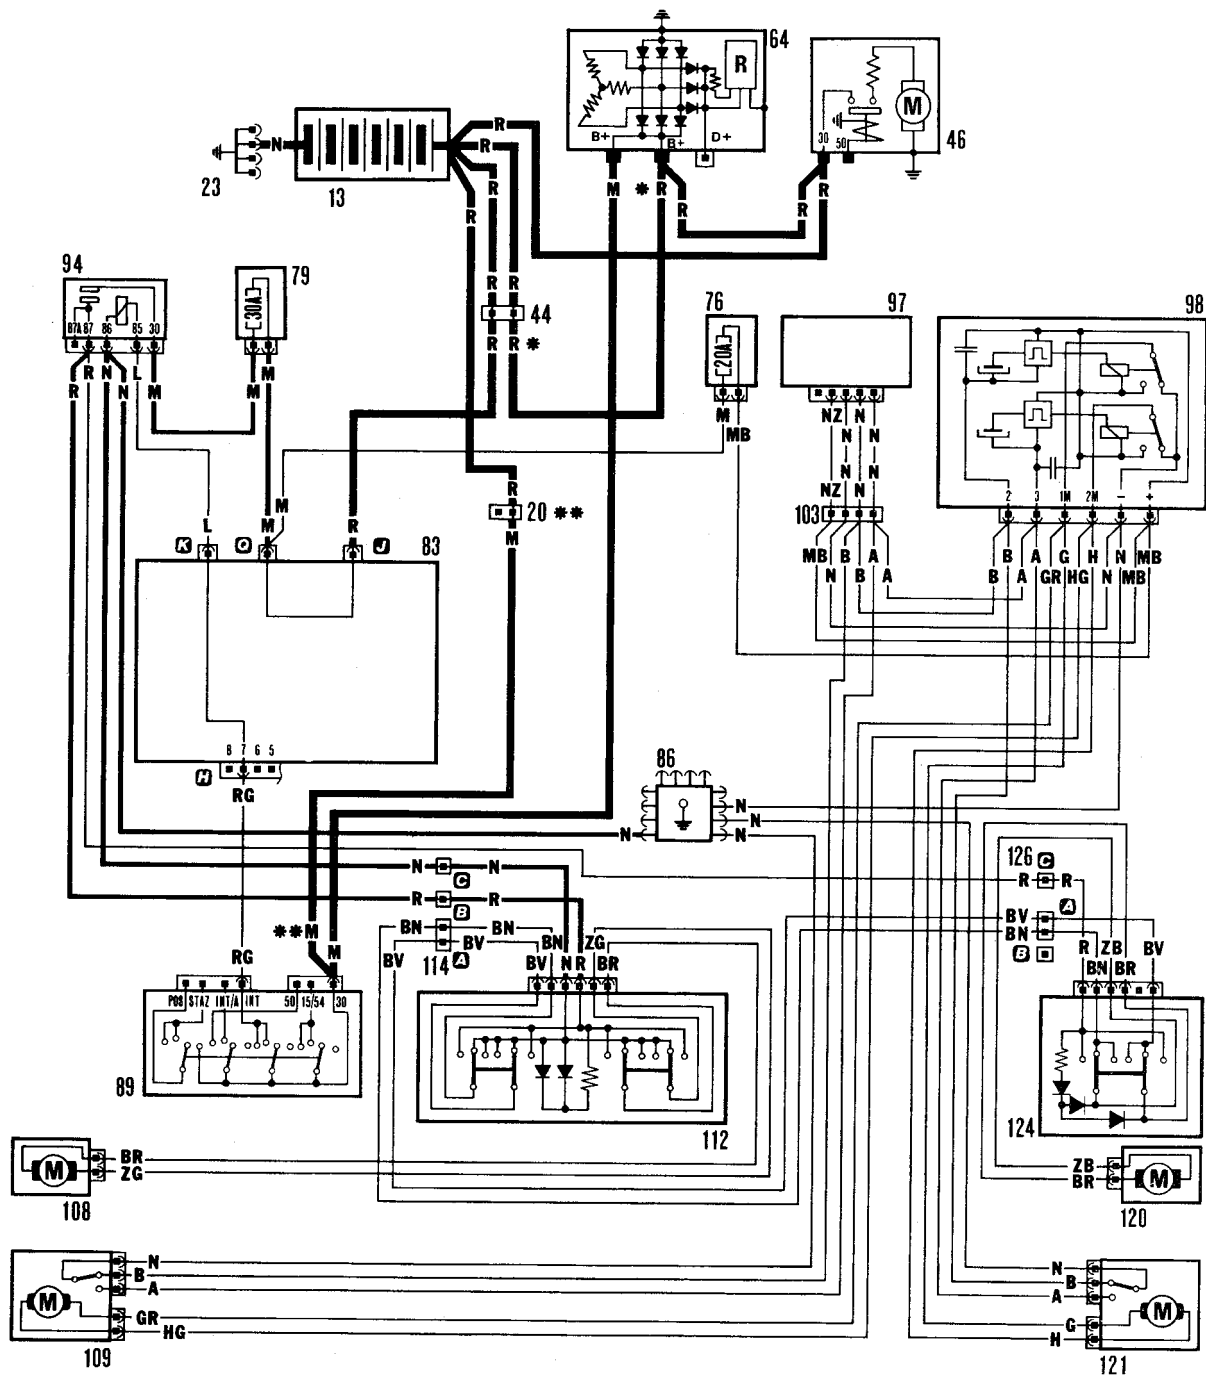 64
R
B+
B+
D+
M
30
50
46
N
R
R
23
13
R
R
R
M
*
R
R
R
R
94
87A
87
86
85
30
79
30A
R
R
44
R
R
*
76
20A
97
98
2
3
1M
2M
–
+
R
R
N
N
L
M
M
M
M
MB
NZ
N
N
N
N
N
NZ
N
103
R
20
**
M
L
M
M
R
K
O
J
83
MB
N
B
B
A
A
B
B
A
A
GR
G
HG
H
N
N
MB
MB
8
7
6
5
H
RG
86
N
N
N
N
N
N
C
R
R
B
BN
BN
BV
BV
114
A
**
M
M
126
C
R
R
A
BV
BN
B
RG
BV
BN
N
R
ZG
BR
R
BN
ZB
BR
BV
POS
STAZ
INT/A
INT
50
15/54
30
89
112
124
M
BR
ZG
108
ZB
BR
M
120
M
N
B
A
GR
HG
109
N
B
A
G
H
M
121